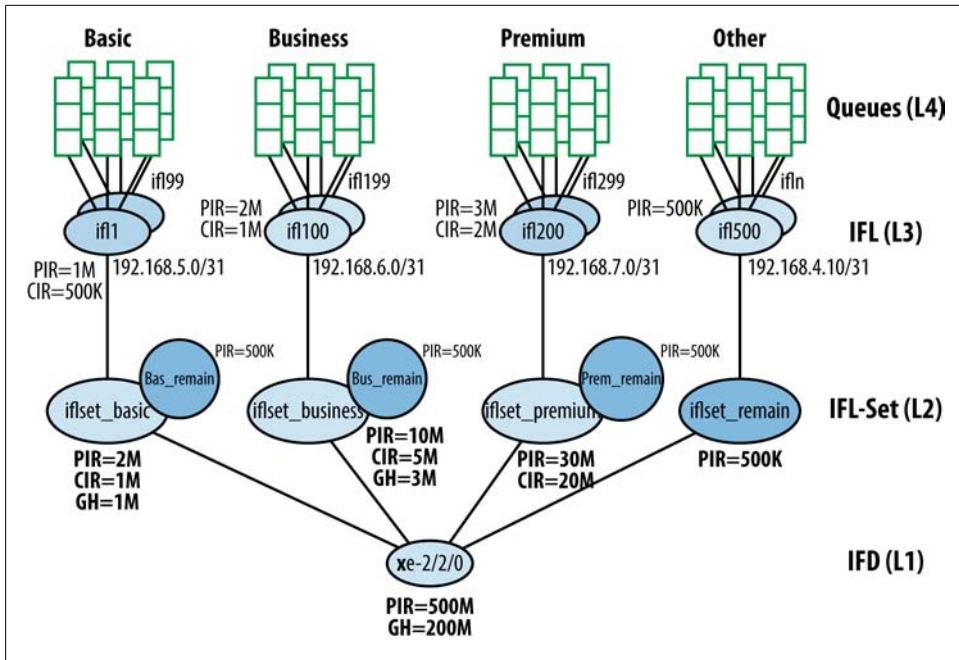 Basic
Business
Premium
Other
Queues (L4)
ifl99
ifl199
ifl299
ifln
PIR=2M
CIR=1M
PIR=3M
CIR=2M
PIR=500K
ifl1
ifl100
ifl200
ifl500
IFL (L3)
PIR=1M
CIR=500K
192.168.5.0/31
192.168.6.0/31
192.168.7.0/31
192.168.4.10/31
PIR=500K
PIR=500K
PIR=500K
Bas_remain
Bus_remain
Prem_remain
iflset_basic
iflset_business
iflset_premium
iflset_remain
IFL-Set (L2)
PIR=2M
CIR=1M
GH=1M
PIR=10M
CIR=5M
GH=3M
PIR=30M
CIR=20M
PIR=500K
xe-2/2/0
IFD (L1)
PIR=500M
GH=200M